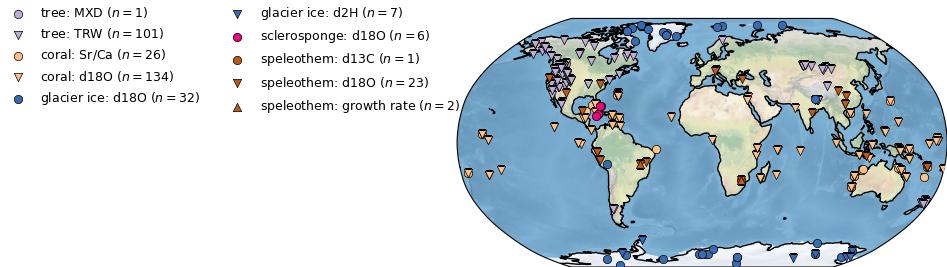 tree: MXD (n = 1)
tree: TRW (n = 101)
coral: Sr/Ca (n = 26)
coral: d18O (n = 134)
glacier ice: d18O (n = 32)
glacier ice: d2H (n = 7)
sclerosponge: d18O (n = 6)
speleothem: d13C (n = 1)
speleothem: d18O (n = 23)
speleothem: growth rate (n = 2)